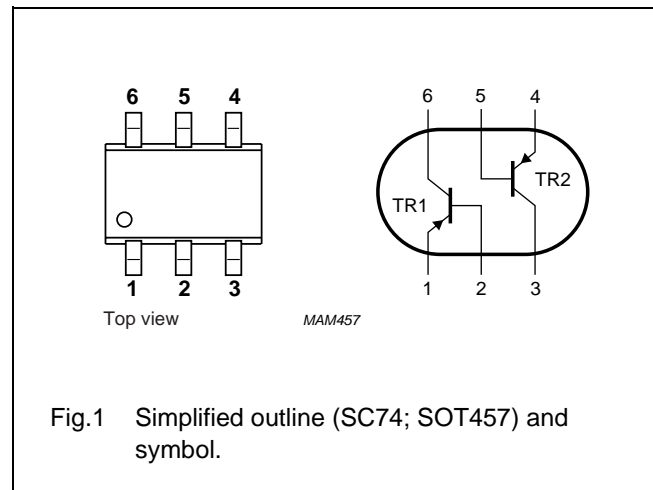 6 5 4
1 2 3
Top view
6 5 4
TR1
TR2
1 2 3
MAM457
Fig.1 Simplified outline (SC74; SOT457) and
symbol.